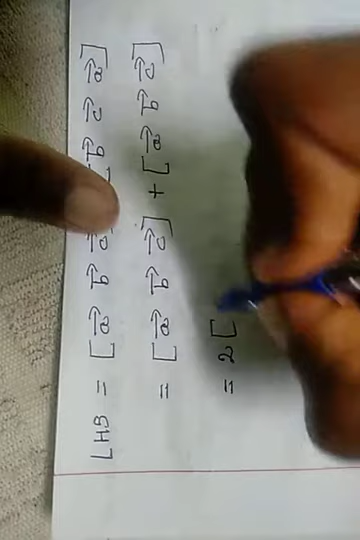 LHS = [a⃗ b⃗ c⃗ b⃗ c⃗ a⃗]
= [a⃗ b⃗ c⃗] + [a⃗ b⃗ c⃗]
= 2 [